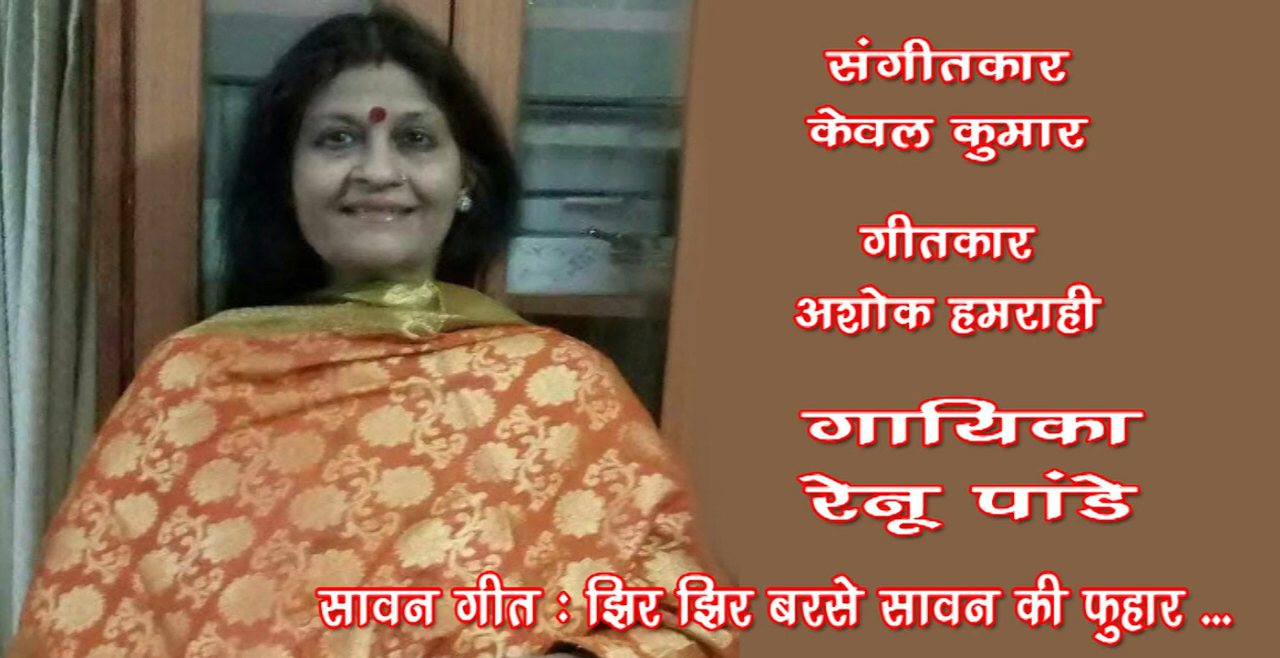 संगीतकार
केवल कुमार
गीतकार
अशोक हमराही
गायिका
रेनू पांडे
सावन गीत : झिर झिर बरसे सावन की फुहार ...